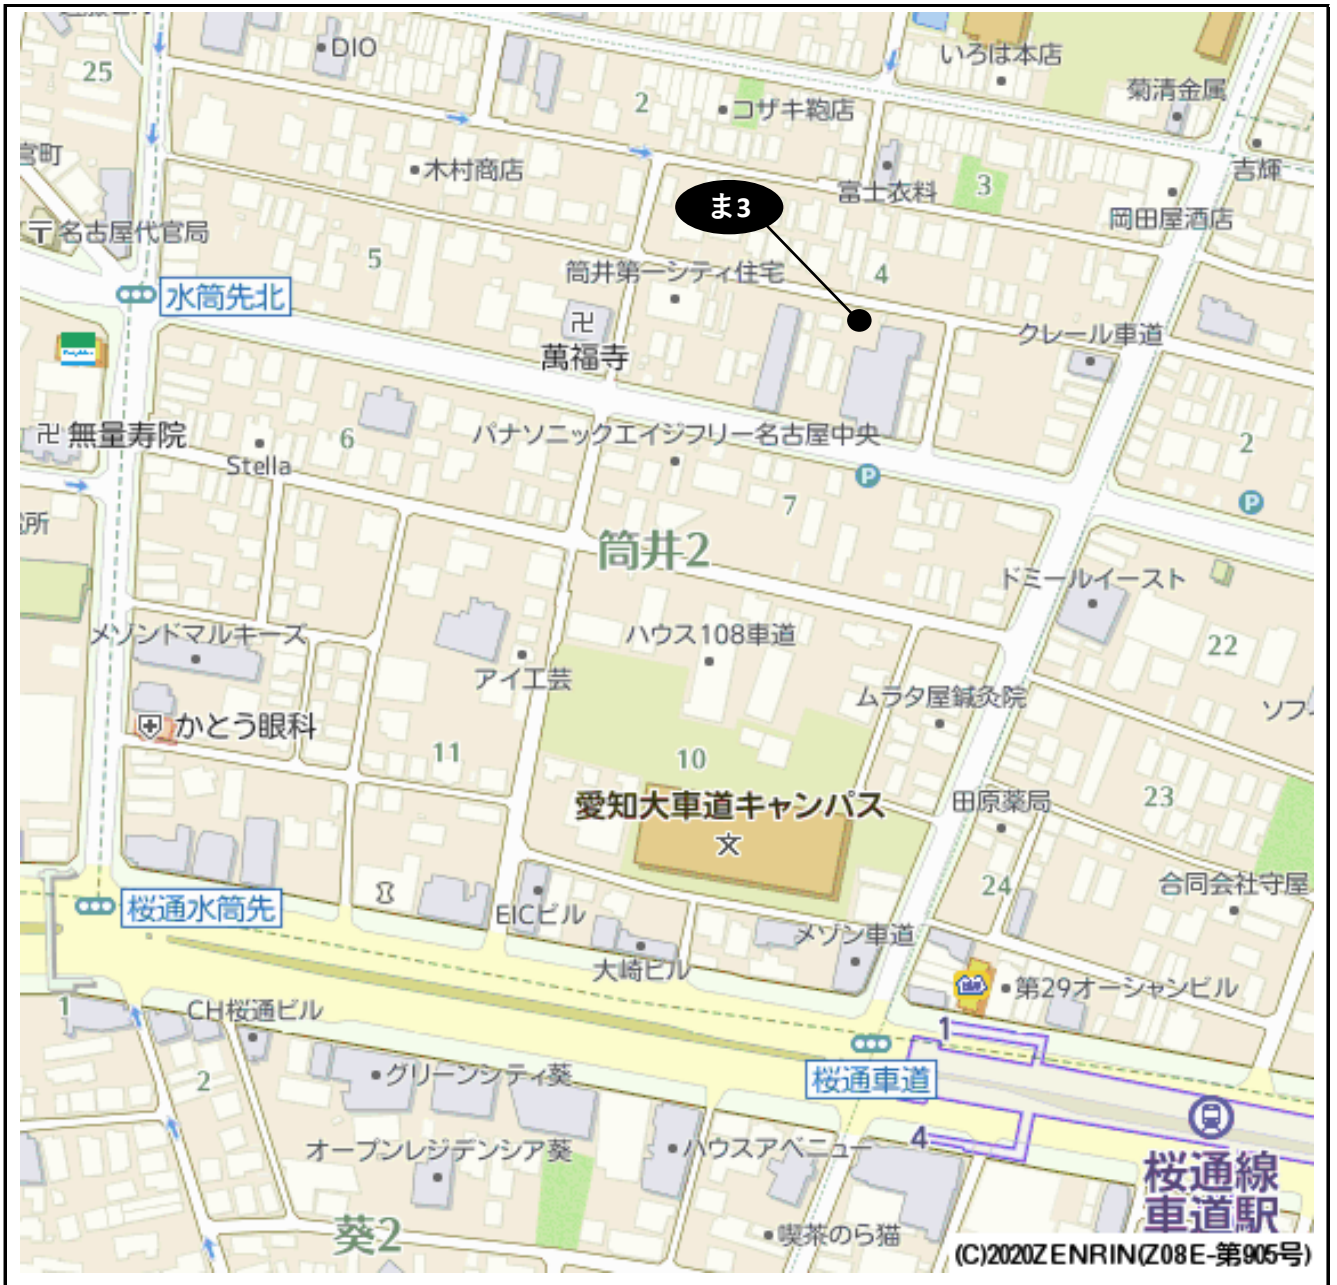 DIO
いろは本店
25
2
コザキ鞄店
菊清金属
宮町
木村商店
吉輝
富士衣料
3
ま3
岡田屋酒店
名古屋代官局
5
筒井第一シティ住宅
4
水筒先北
クレール車道
萬福寺
無量寿院
6
パナソニックエイジフリー名古屋中央
2
Stella
P
P
7
所
筒井2
ドミールイースト
メゾンドマルキーズ
ハウス108車道
22
アイ工芸
ムラタ屋鍼灸院
ソフィ
かとう眼科
11
10
愛知大車道キャンパス
文
田原薬局
23
24
合同会社守屋
桜通水筒先
EICビル
メゾン車道
大崎ビル
第29オーシャンビル
1
CH桜通ビル
1
2
グリーンシティ葵
桜通車道
オープンレジデンシア葵
ハウスアベニュー
4
桜通線
車道駅
葵2
喫茶のら猫
(C)2020ZENRIN(Z08E-第905号)